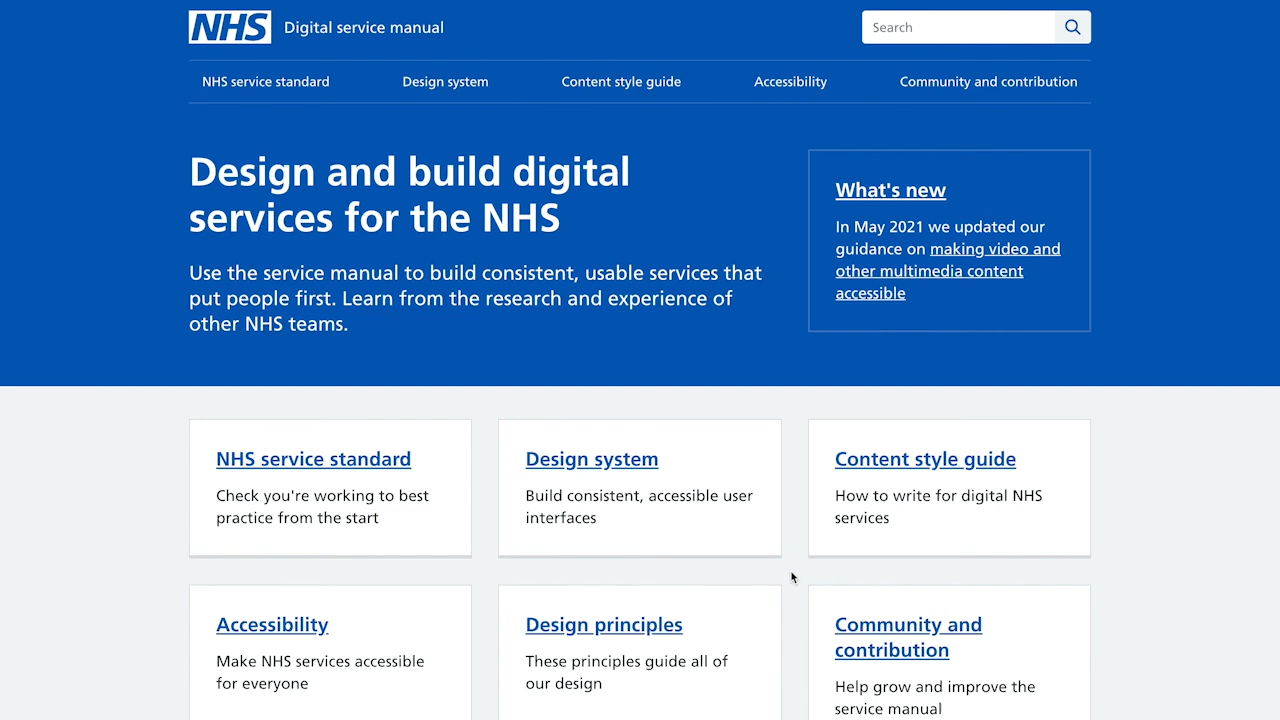 NHS Digital service manual
Search
NHS service standard
Design system
Content style guide
Accessibility
Community and contribution
Design and build digital
services for the NHS
Use the service manual to build consistent, usable services that
put people first. Learn from the research and experience of
other NHS teams.
What's new
In May 2021 we updated our
guidance on making video and
other multimedia content
accessible
NHS service standard
Check you're working to best
practice from the start
Design system
Build consistent, accessible user
interfaces
Content style guide
How to write for digital NHS
services
Accessibility
Make NHS services accessible
for everyone
Design principles
These principles guide all of
our design
Community and
contribution
Help grow and improve the
service manual